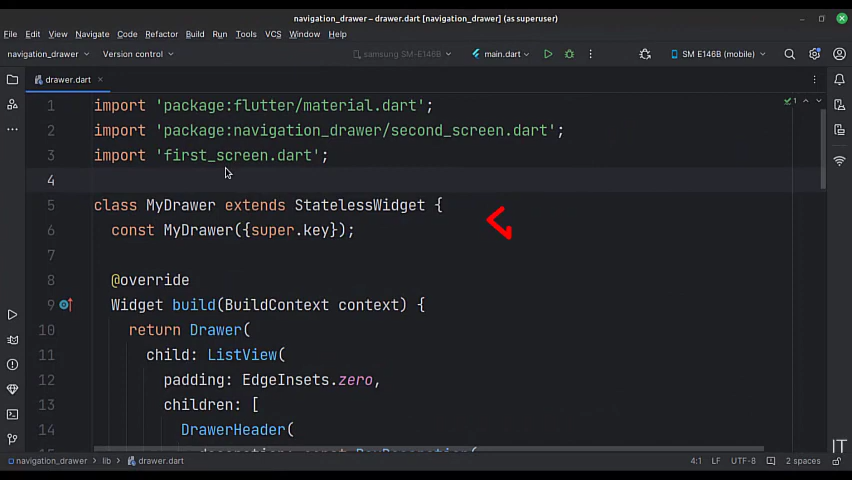 navigation_drawer – drawer.dart [navigation_drawer] (as superuser)
File Edit View Navigate Code Refactor Build Run Tools VCS Window Help
navigation_drawer Version control samsung SM-E146B main.dart SM E146B (mobile)
drawer.dart
1 import 'package:flutter/material.dart';
2 import 'package:navigation_drawer/second_screen.dart';
3 import 'first_screen.dart';
4
5 class MyDrawer extends StatelessWidget {
6 const MyDrawer({super.key});
7
8 @override
9 Widget build(BuildContext context) {
10 return Drawer(
11 child: ListView(
12 padding: EdgeInsets.zero,
13 children: [
14 DrawerHeader(
1
navigation_drawer lib drawer.dart 4:1 LF UTF-8 2 spaces
IT